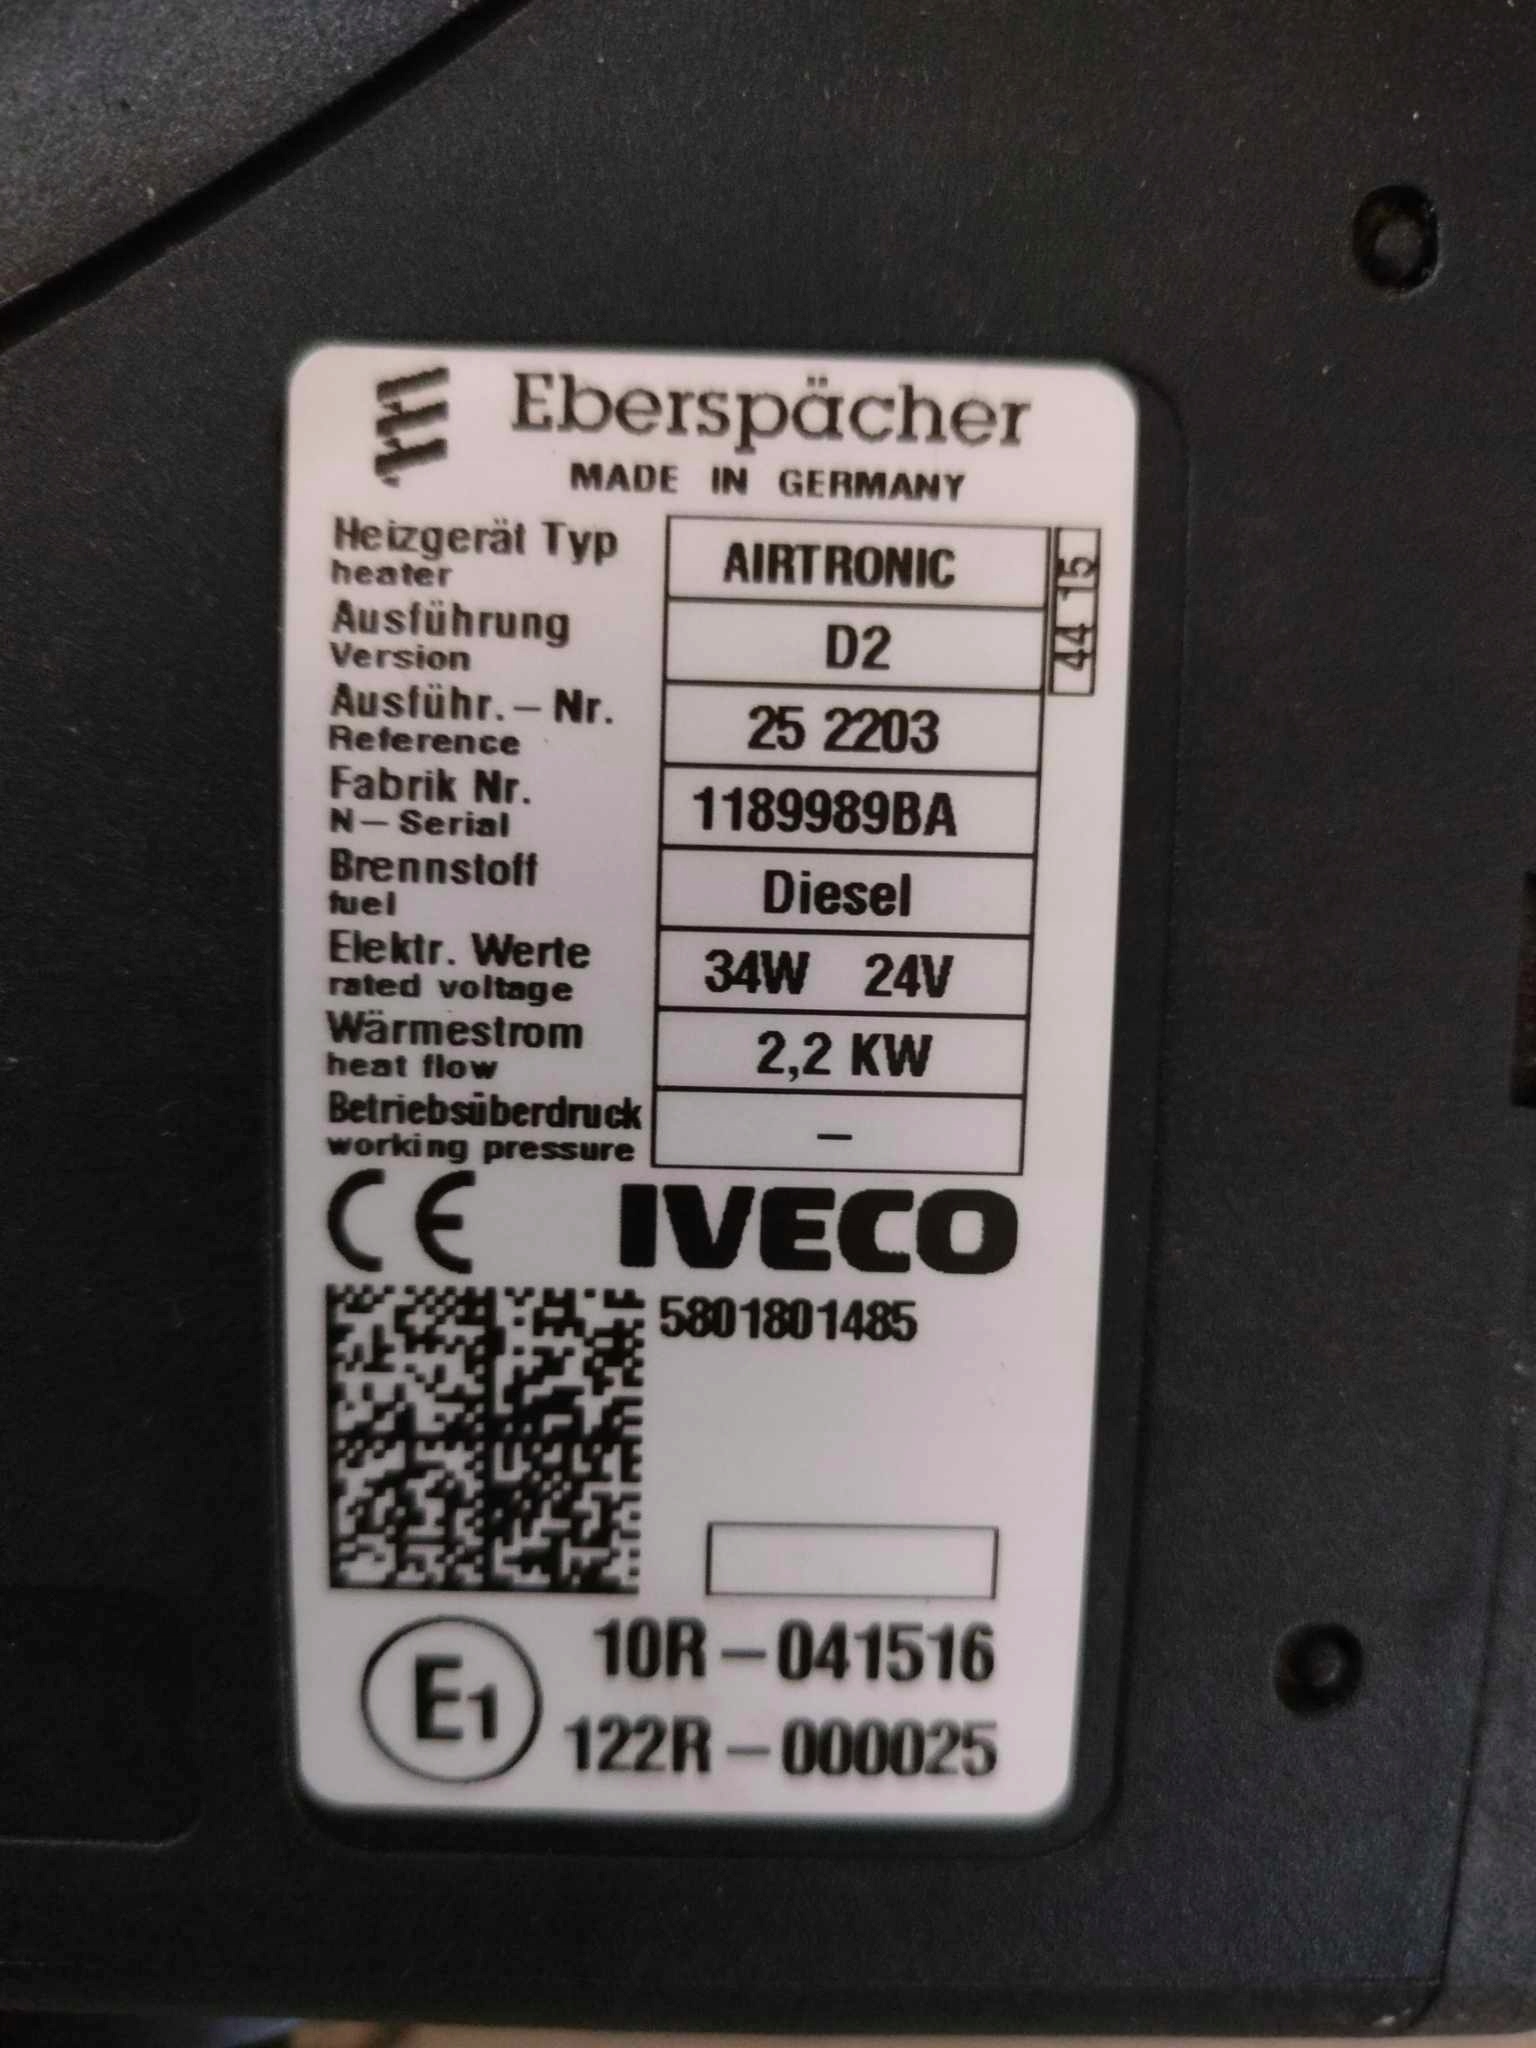 Eberspächer
MADE IN GERMANY
Heizgerät Typ
heater
AIRTRONIC
44 15
Ausführung
Version
D2
Ausführ.– Nr.
Reference
25 2203
Fabrik Nr.
N– Serial
1189989BA
Brennstoff
fuel
Diesel
Elektr. Werte
rated voltage
34W 24V
Wärmestrom
heat flow
2,2 KW
Betriebsüberdruck
working pressure
–
CE IVECO
5801801485
E1
10R – 041516
122R – 000025